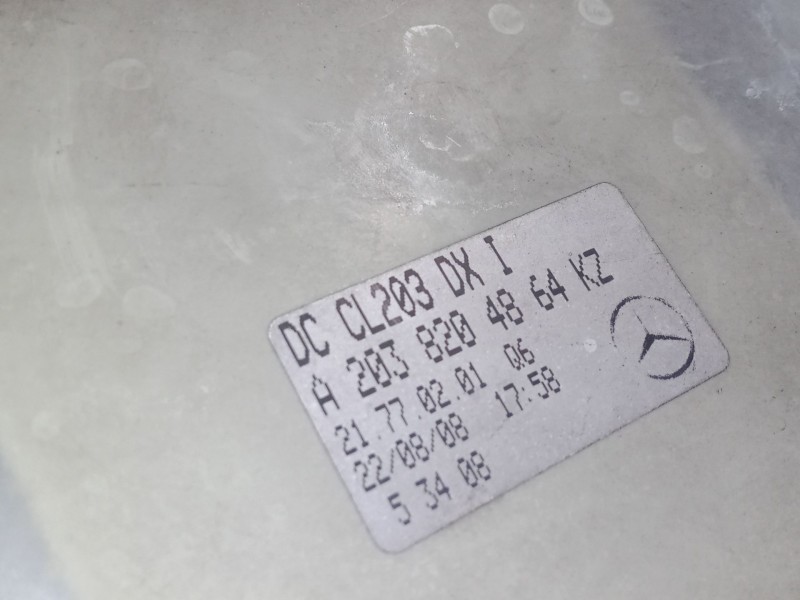 DC CL203 DX I
A 203 820 48 64 KZ
21.77.02.01 Q6
22/08/08 17:58
5 34 08